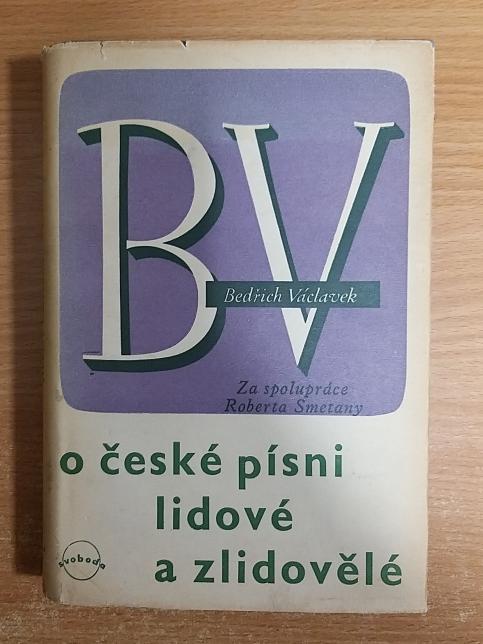 BV
Bedřich Václavek
Za spolupráce
Roberta Smetany
o české písni
lidové
svoboda
a zlidovělé